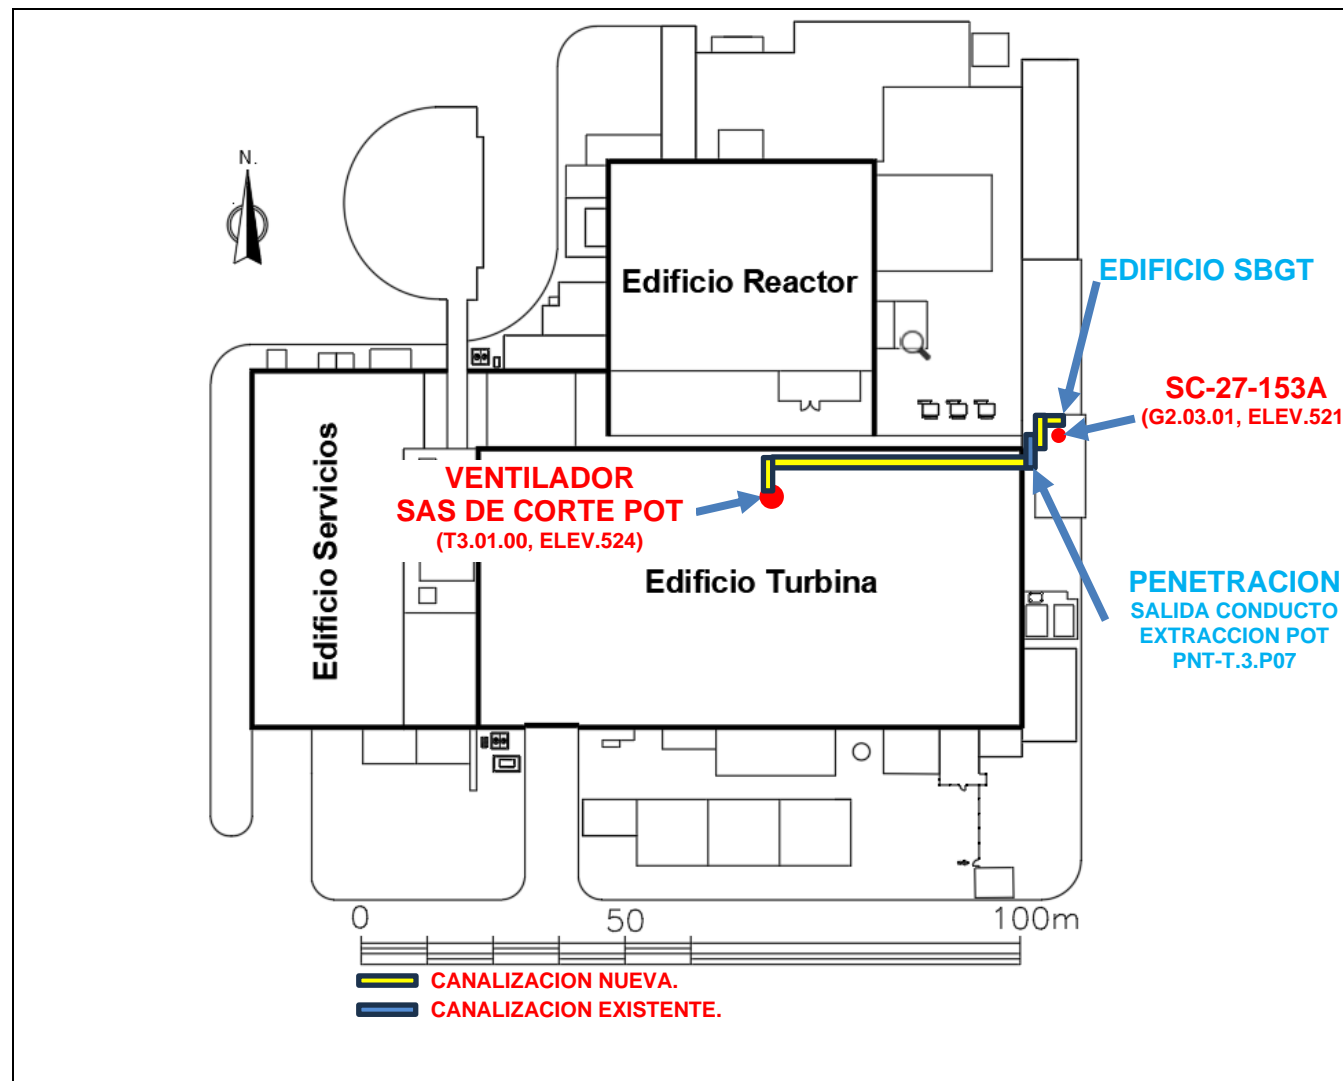 N.
Edificio Reactor
EDIFICIO SBGT
SC-27-153A
(G2.03.01, ELEV.521
Edificio Servicios
VENTILADOR
SAS DE CORTE POT
(T3.01.00, ELEV.524)
Edificio Turbina
PENETRACION
SALIDA CONDUCTO
EXTRACCION POT
PNT-T.3.P07
0 50 100m
CANALIZACION NUEVA.
CANALIZACION EXISTENTE.